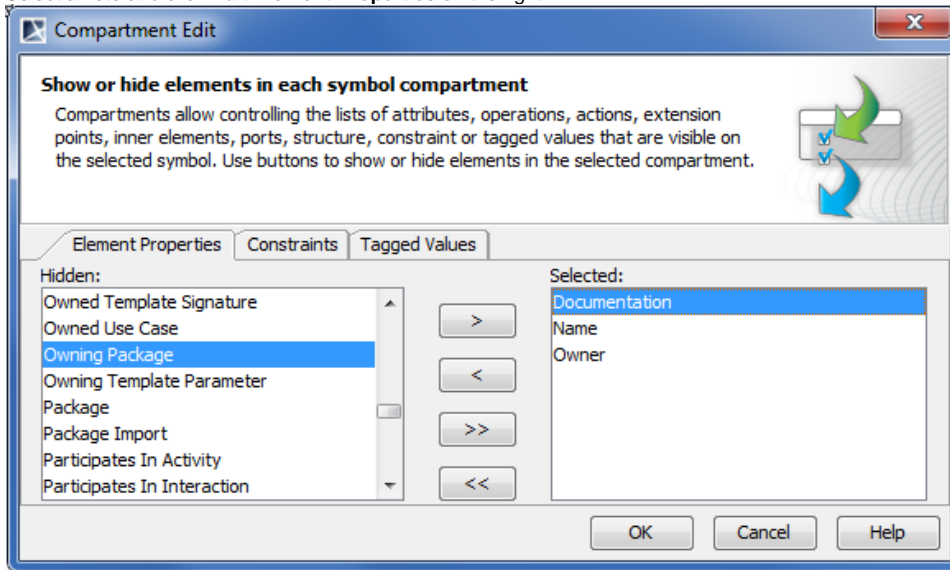 Compartment Edit
Show or hide elements in each symbol compartment
Compartments allow controlling the lists of attributes, operations, actions, extension
points, inner elements, ports, structure, constraint or tagged values that are visible on
the selected symbol. Use buttons to show or hide elements in the selected compartment.
Element Properties Constraints Tagged Values
Hidden: Selected:
Owned Template Signature Documentation
Owned Use Case > Name
Owning Package Owner
Owning Template Parameter <
Package
Package Import >>
Participates In Activity
Participates In Interaction <<
OK Cancel Help